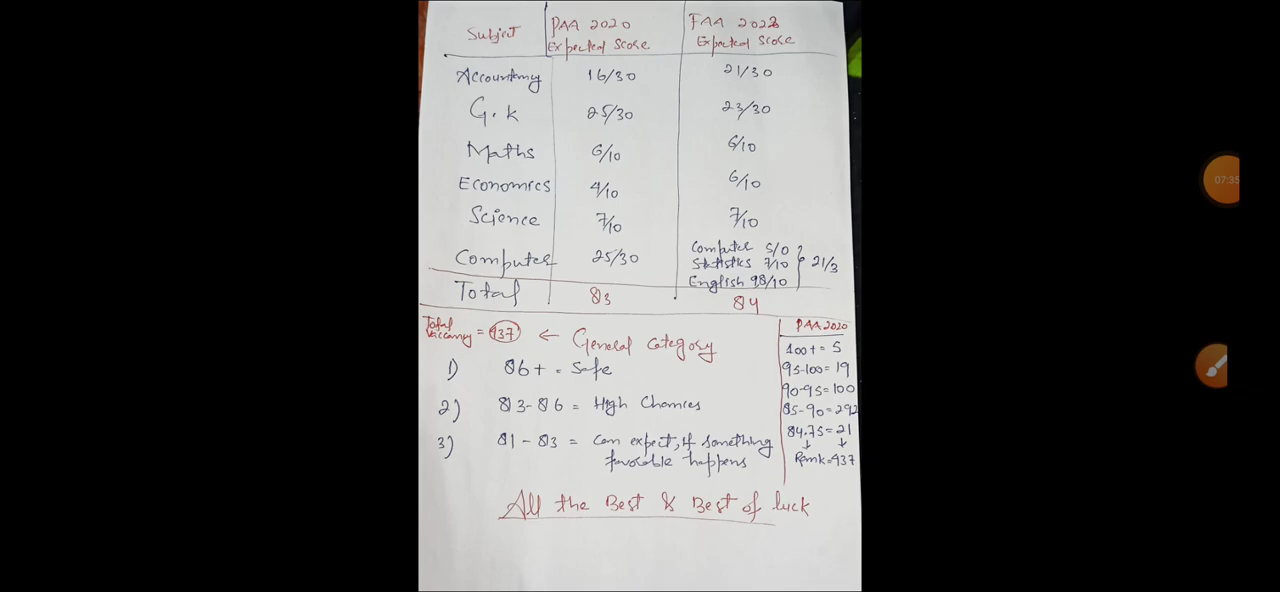 Subject PAA 2020 FAA 2023
Expected Score Expected Score
Accountancy 16/30 21/30
G.K 25/30 23/30
Maths 6/10 6/10
Economics 4/10 6/10
Science 7/10 7/10
Computer 25/30 Computer 5/0
Statistics 7/10 21/3
English 9.8/10
Total 83 84
Total Vaccancy = 437 ← General Category
1) 86+ = Safe
2) 83-86 = High Chances
3) 81-83 = Can expect, if something
favorable happens
PAA 2020
100+ = 5
95-100 = 19
90-95 = 100
85-90 = 292
84.75 = 21
↓ ↓
Rank = 437
All the Best & Best of luck
07:35